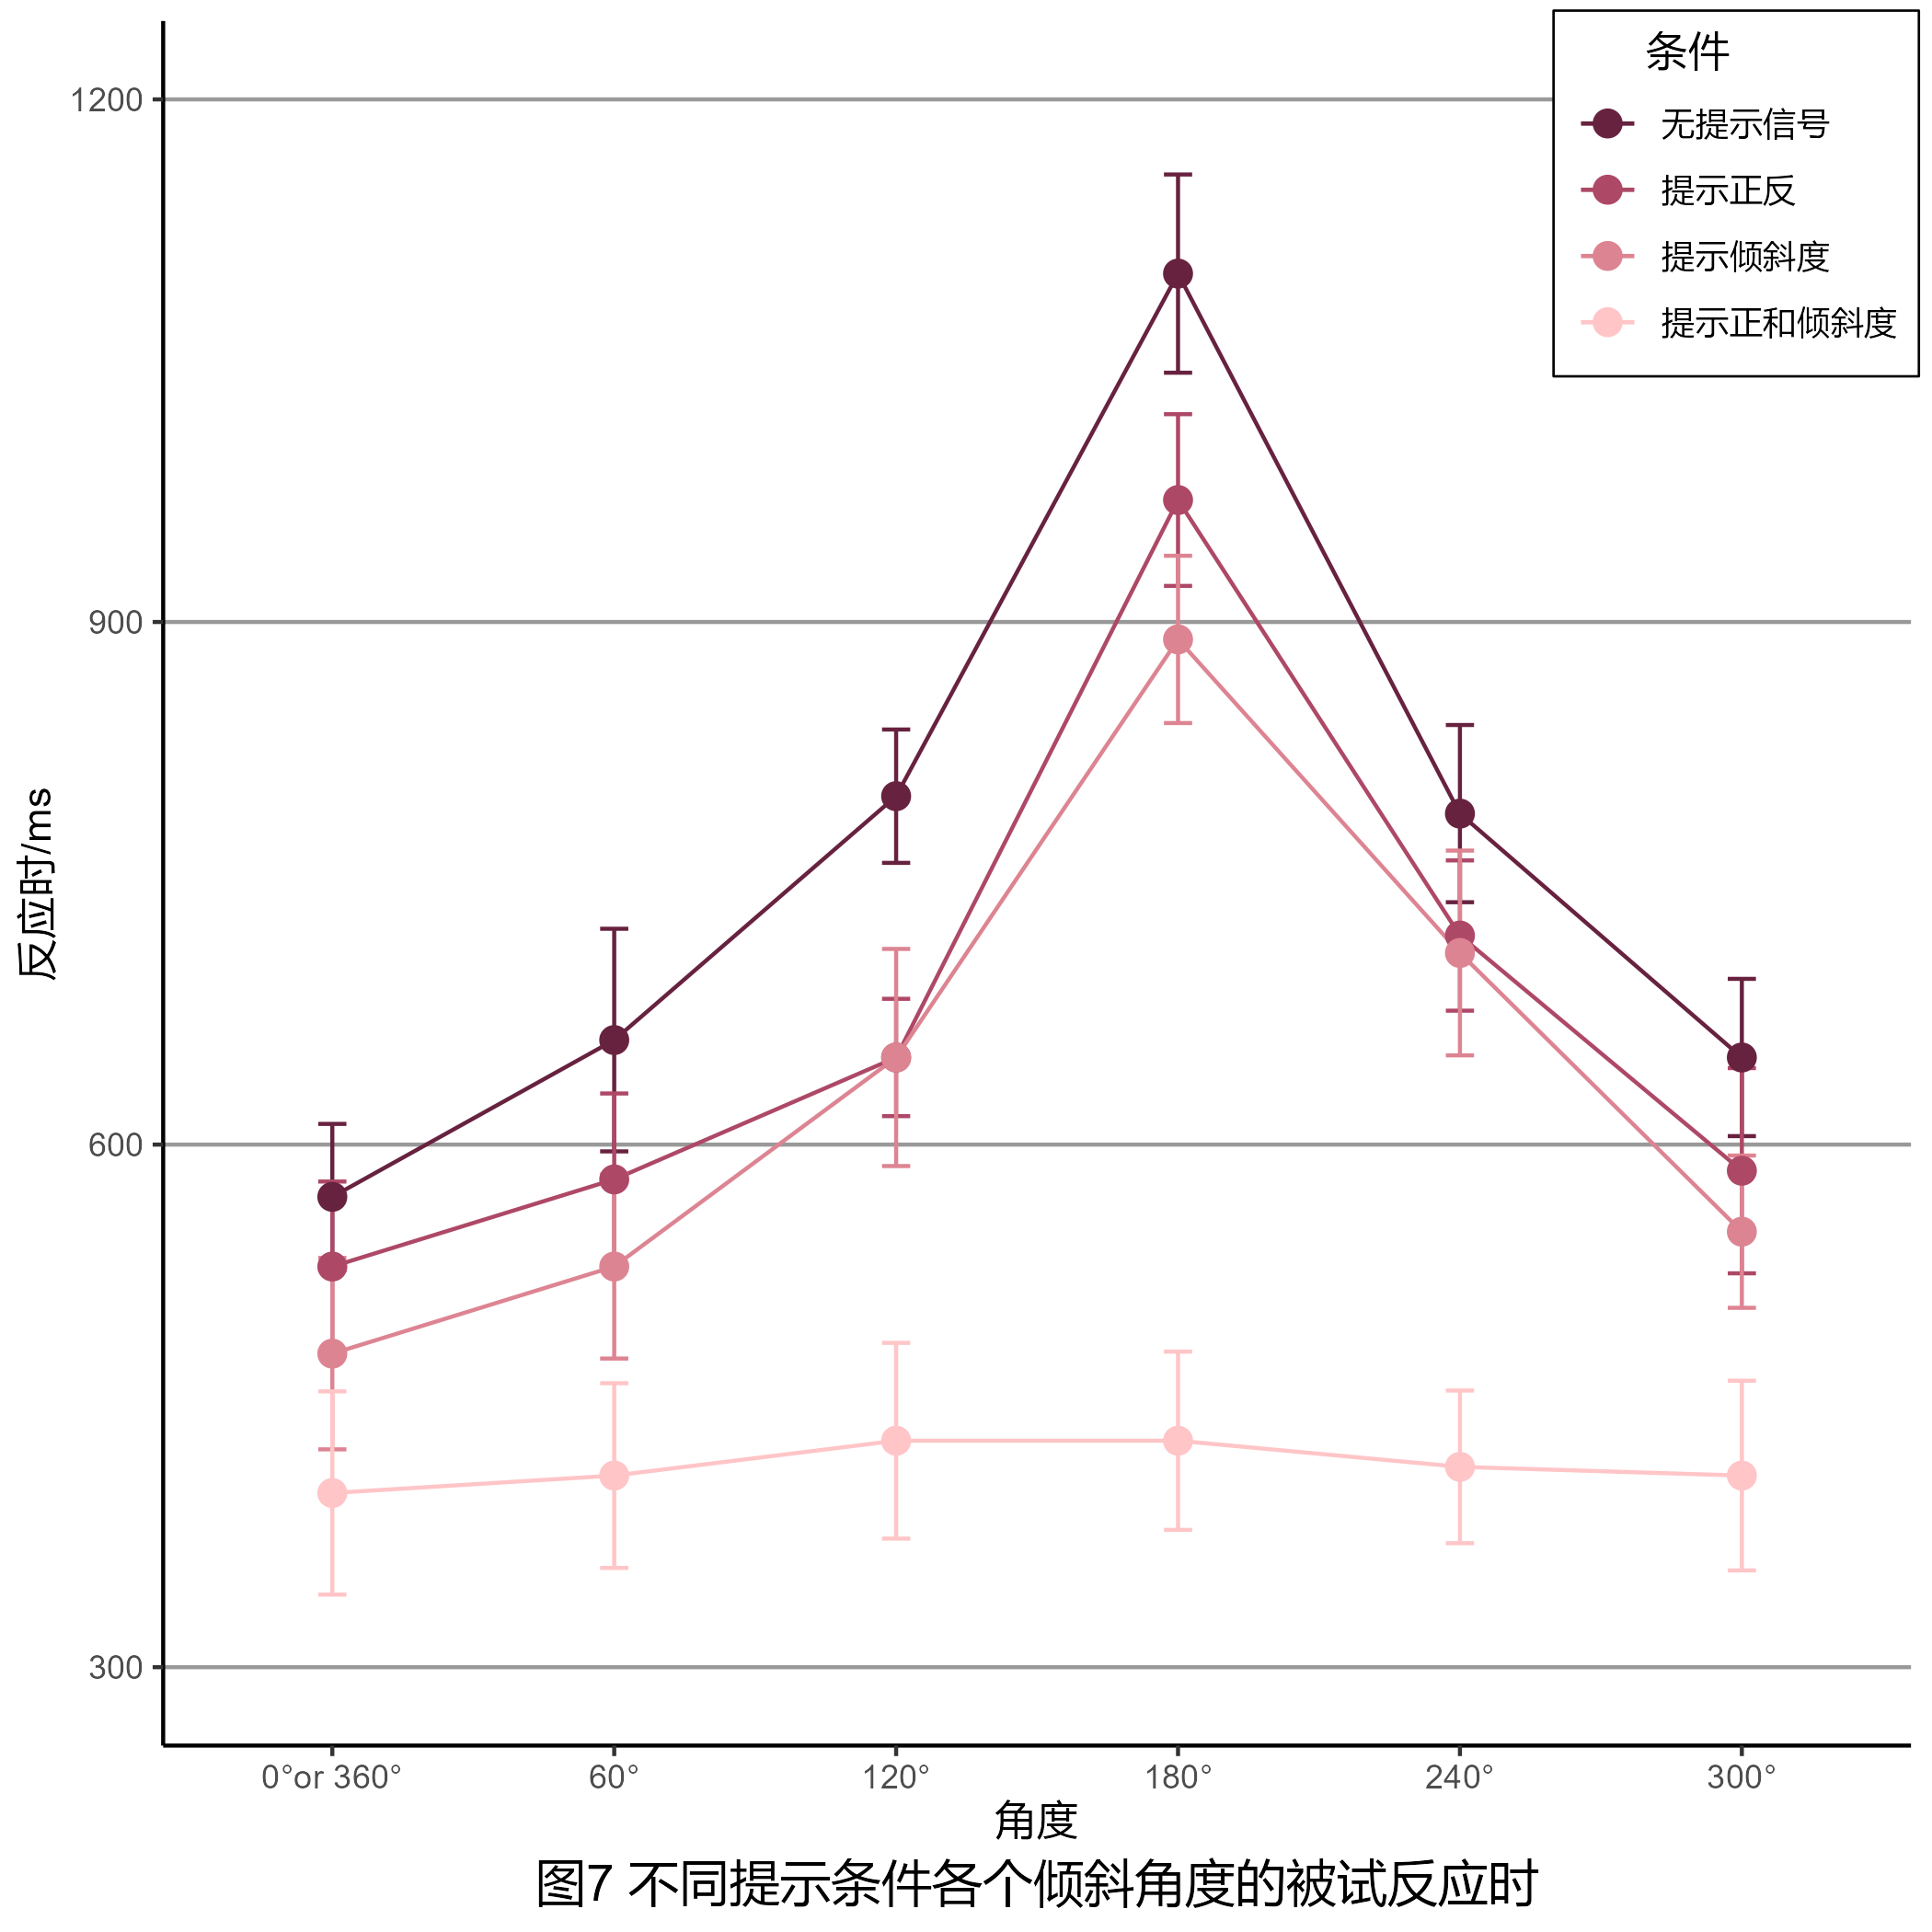 条件
无提示信号
提示正反
提示倾斜度
提示正和倾斜度
1200
900
600
300
反应时/ms
0°or 360°
60°
120°
180°
240°
300°
角度
图7 不同提示条件各个倾斜角度的被试反应时